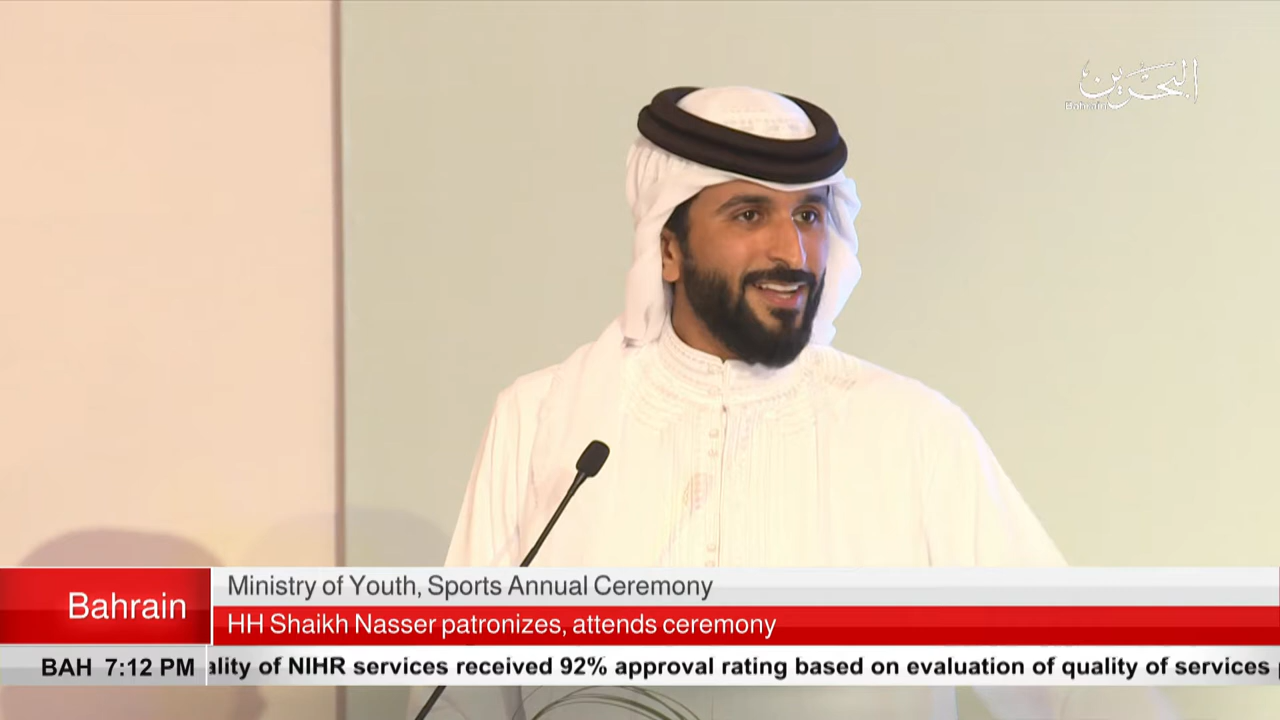 البحرين
Bahrain
Ministry of Youth, Sports Annual Ceremony
Bahrain
HH Shaikh Nasser patronizes, attends ceremony
BAH 7:12 PM
ality of NIHR services received 92% approval rating based on evaluation of quality of services